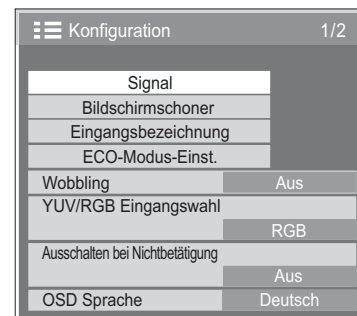 Konfiguration 1/2
Signal
Bildschirmschoner
Eingangsbezeichnung
ECO-Modus-Einst.
Wobbling Aus
YUV/RGB Eingangswahl
RGB
Ausschalten bei Nichtbetätigung
Aus
OSD Sprache Deutsch